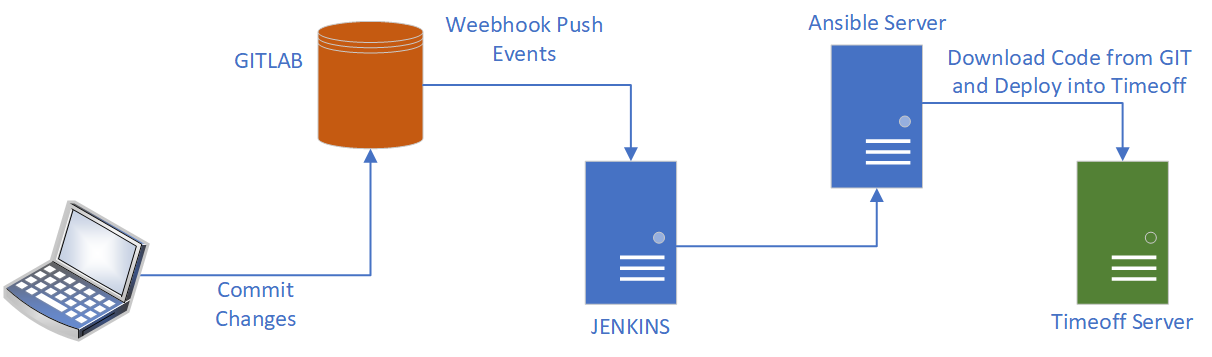 GITLAB
Weebhook Push
Events
Ansible Server
Download Code from GIT
and Deploy into Timeoff
Commit
Changes
JENKINS
Timeoff Server